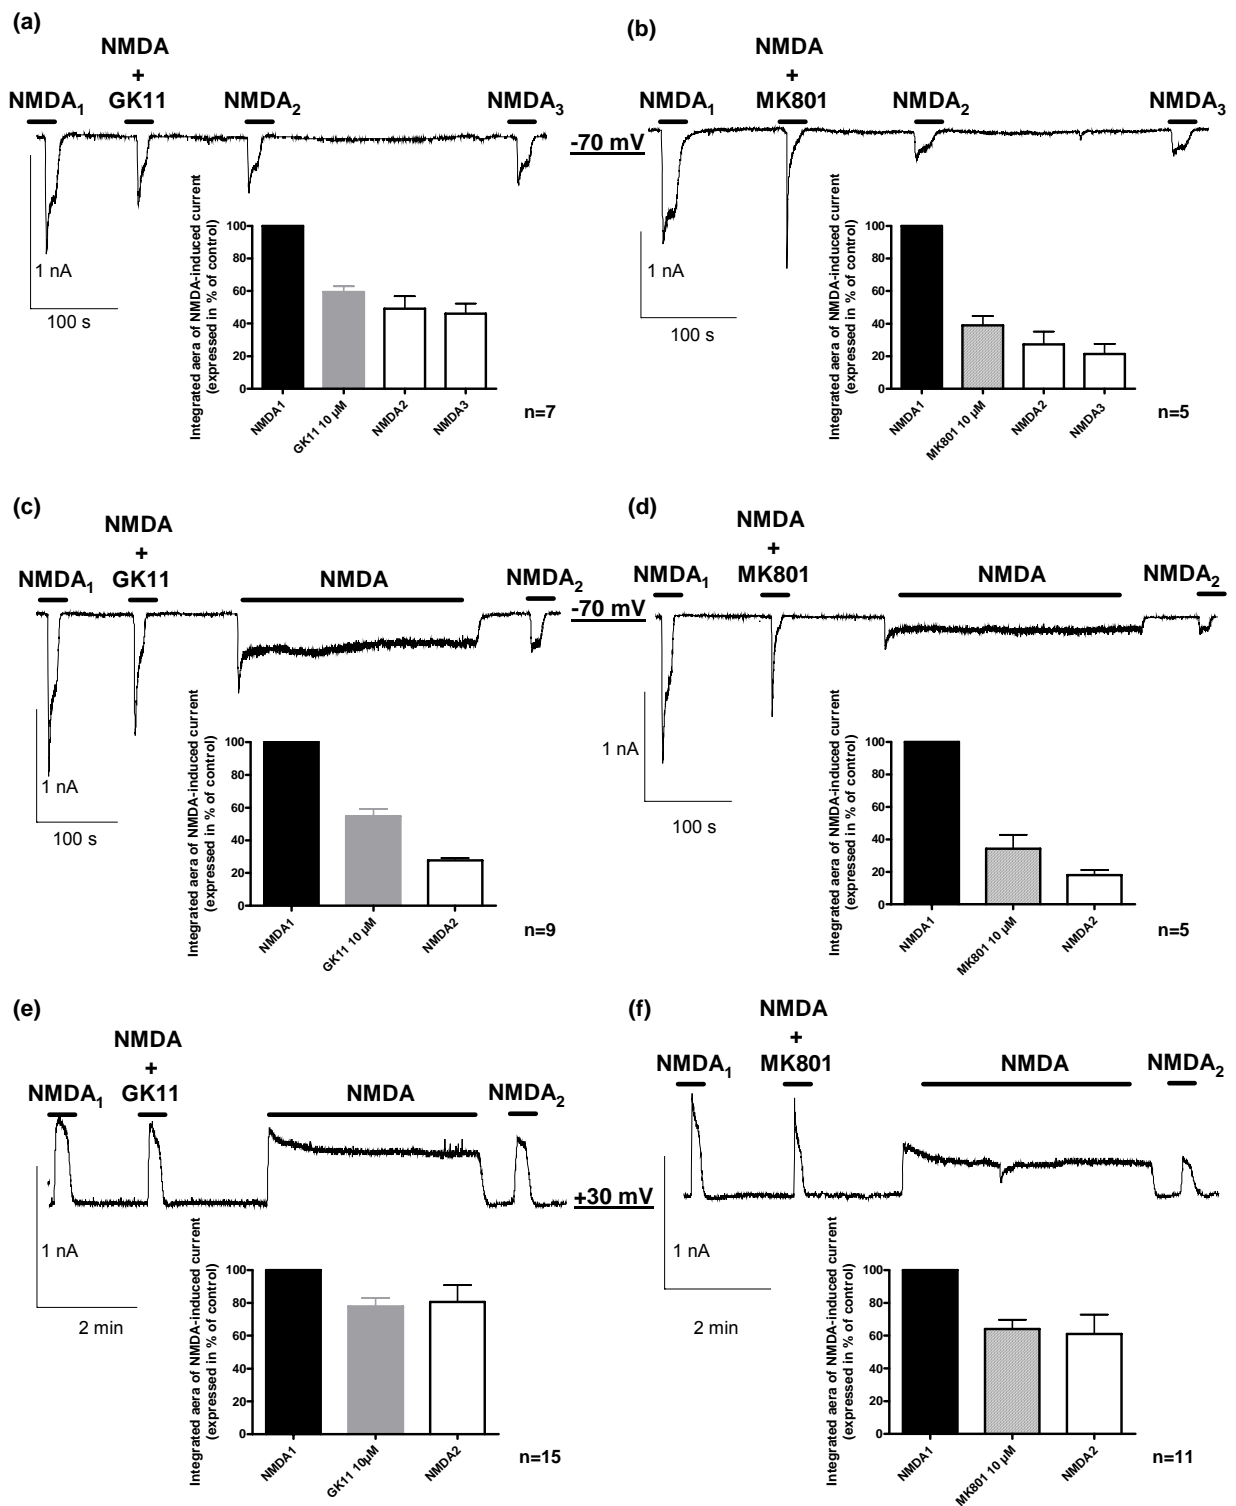 (a)
NMDA
+
NMDA₁ GK11 NMDA₂ NMDA₃
1 nA
100 s
Integrated aera of NMDA-induced current
(expressed in % of control)
100
80
60
40
20
0
NMDA1
GK11 10 µM
NMDA2
NMDA3
n=7
(b)
NMDA
+
NMDA₁ MK801 NMDA₂ NMDA₃
-70 mV
1 nA
100 s
Integrated aera of NMDA-induced current
(expressed in % of control)
100
80
60
40
20
0
NMDA1
MK801 10 µM
NMDA2
NMDA3
n=5
(c)
NMDA
+
NMDA₁ GK11 NMDA NMDA₂
1 nA
100 s
Integrated aera of NMDA-induced current
(expressed in % of control)
100
80
60
40
20
0
NMDA1
GK11 10 µM
NMDA2
n=9
(d)
NMDA
+
NMDA₁ MK801 NMDA NMDA₂
-70 mV
1 nA
100 s
Integrated aera of NMDA-induced current
(expressed in % of control)
100
80
60
40
20
0
NMDA1
MK801 10 µM
NMDA2
n=5
(e)
NMDA
+
NMDA₁ GK11 NMDA NMDA₂
1 nA
2 min
Integrated aera of NMDA-induced current
(expressed in % of control)
100
80
60
40
20
0
NMDA1
GK11 10µM
NMDA2
n=15
(f)
NMDA
+
NMDA₁ MK801 NMDA NMDA₂
+30 mV
1 nA
2 min
Integrated aera of NMDA-induced current
(expressed in % of control)
100
80
60
40
20
0
NMDA1
MK801 10 µM
NMDA2
n=11